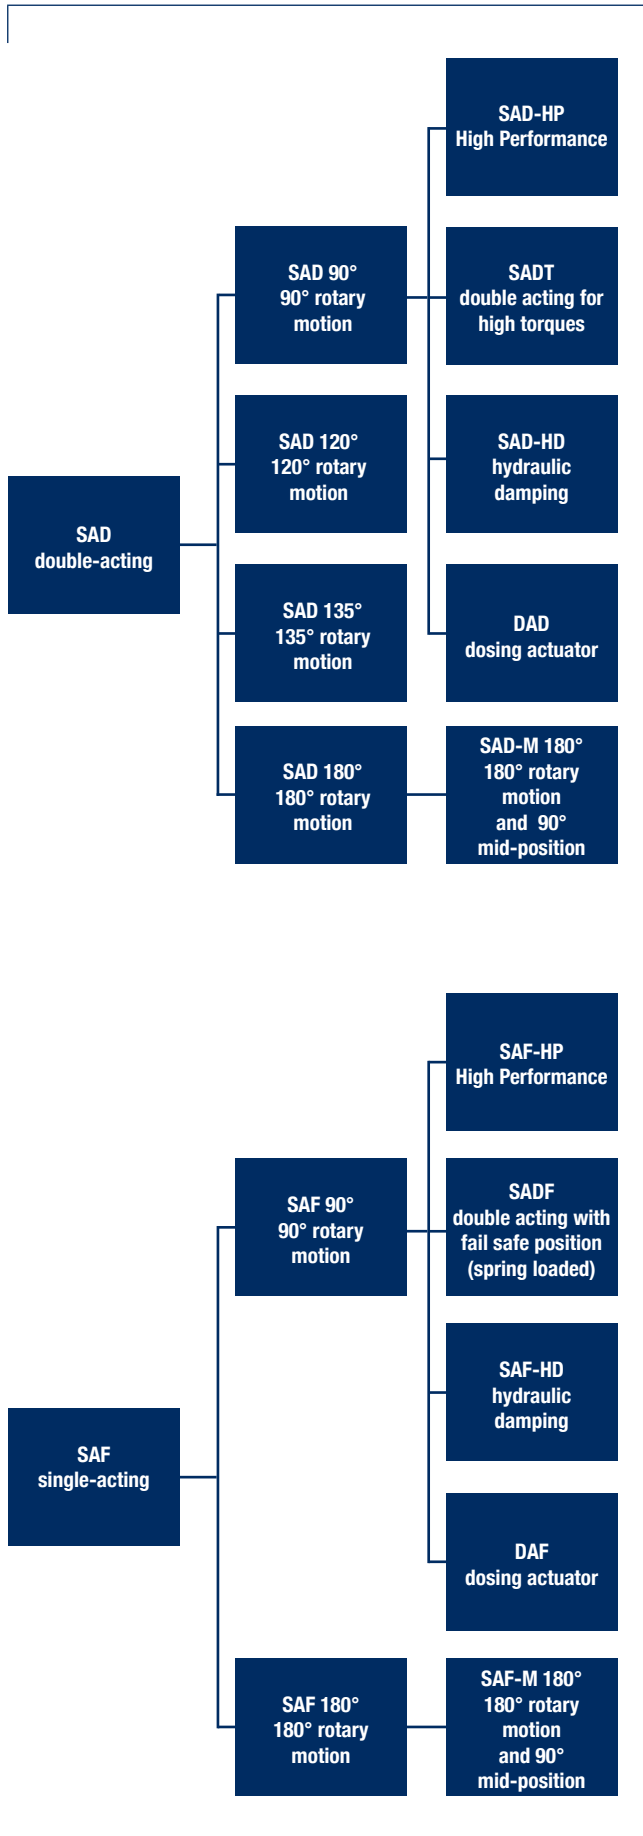 SAD-HP
High Performance
SAD 90°
90° rotary
motion
SADT
double acting for
high torques
SAD 120°
120° rotary
motion
SAD-HD
hydraulic
damping
SAD
double-acting
SAD 135°
135° rotary
motion
DAD
dosing actuator
SAD 180°
180° rotary
motion
SAD-M 180°
180° rotary
motion
and 90°
mid-position
SAF-HP
High Performance
SAF 90°
90° rotary
motion
SADF
double acting with
fail safe position
(spring loaded)
SAF-HD
hydraulic
damping
SAF
single-acting
DAF
dosing actuator
SAF 180°
180° rotary
motion
SAF-M 180°
180° rotary
motion
and 90°
mid-position